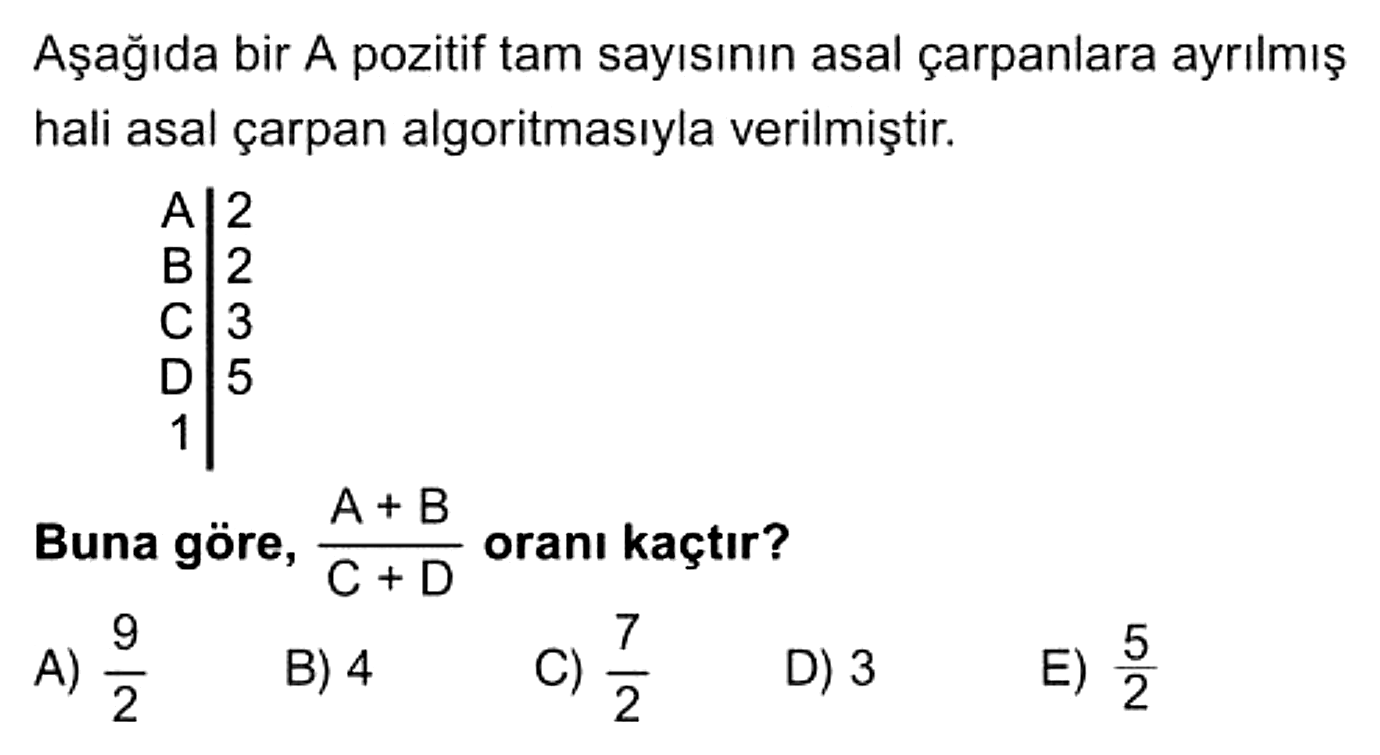 Aşağıda bir A pozitif tam sayısının asal çarpanlara ayrılmış
hali asal çarpan algoritmasıyla verilmiştir.
A | 2
B | 2
C | 3
D | 5
1 |
Buna göre, (A + B)/(C + D) oranı kaçtır?
A) 9/2 B) 4 C) 7/2 D) 3 E) 5/2